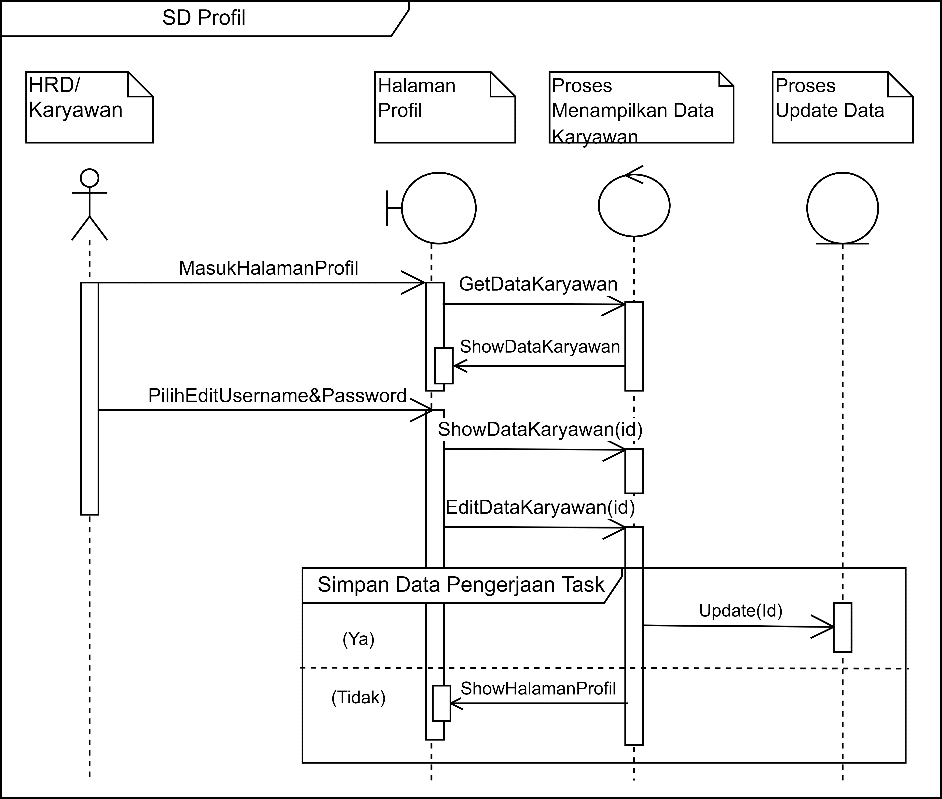 SD Profil
HRD/
Karyawan
Halaman
Profil
Proses
Menampilkan Data
Karyawan
Proses
Update Data
MasukHalamanProfil
GetDataKaryawan
ShowDataKaryawan
PilihEditUsername&Password
ShowDataKaryawan(id)
EditDataKaryawan(id)
Simpan Data Pengerjaan Task
Update(Id)
(Ya)
ShowHalamanProfil
(Tidak)